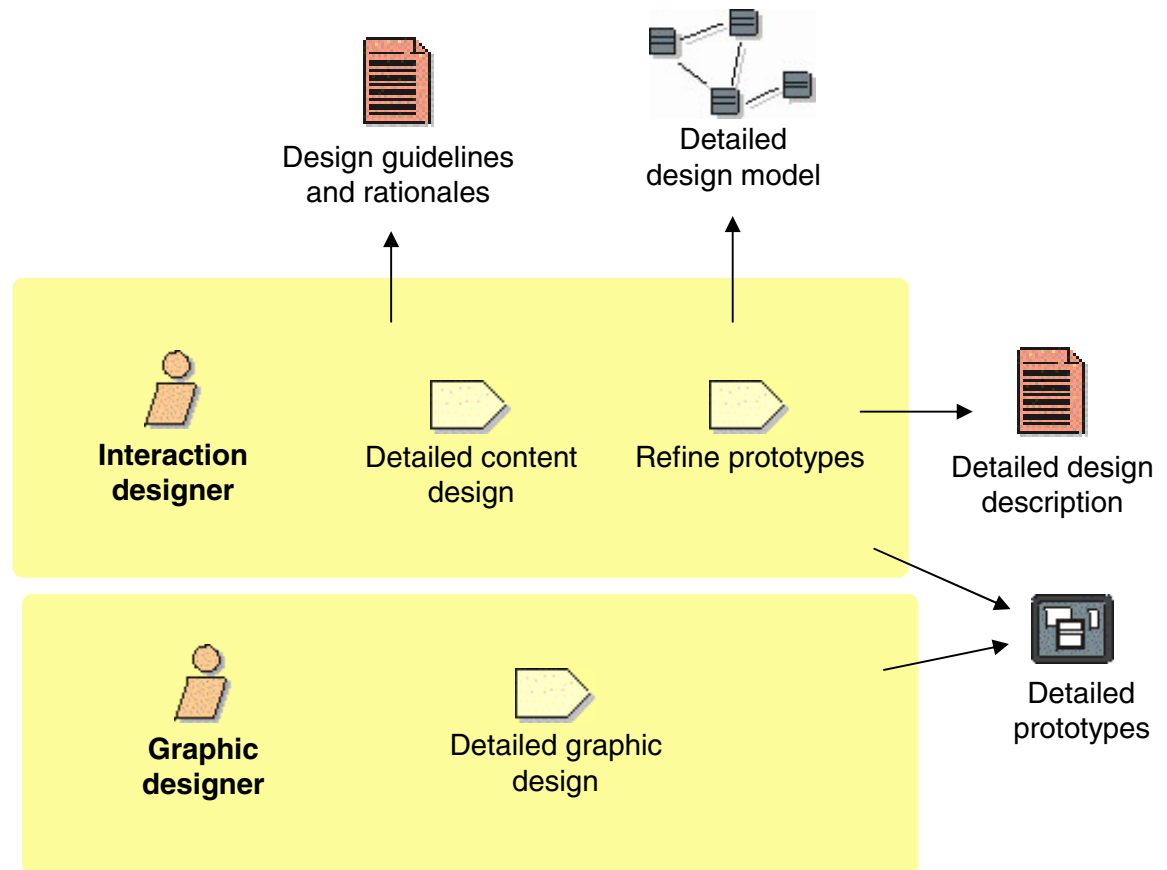 Design guidelines
and rationales
Detailed
design model
Interaction
designer
Detailed content
design
Refine prototypes
Detailed design
description
Graphic
designer
Detailed graphic
design
Detailed
prototypes